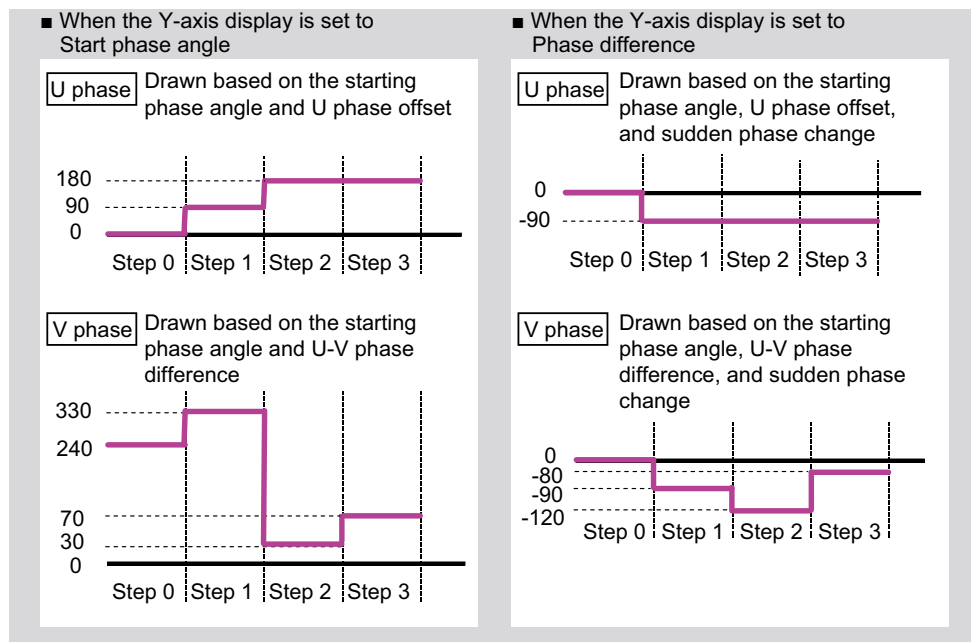 ■ When the Y-axis display is set to
Start phase angle
U phase
Drawn based on the starting
phase angle and U phase offset
180
90
0
Step 0
Step 1
Step 2
Step 3
V phase
Drawn based on the starting
phase angle and U-V phase
difference
330
240
70
30
0
Step 0
Step 1
Step 2
Step 3
■ When the Y-axis display is set to
Phase difference
U phase
Drawn based on the starting
phase angle, U phase offset,
and sudden phase change
0
-90
Step 0
Step 1
Step 2
Step 3
V phase
Drawn based on the starting
phase angle, U-V phase
difference, and sudden phase
change
0
-80
-90
-120
Step 0
Step 1
Step 2
Step 3